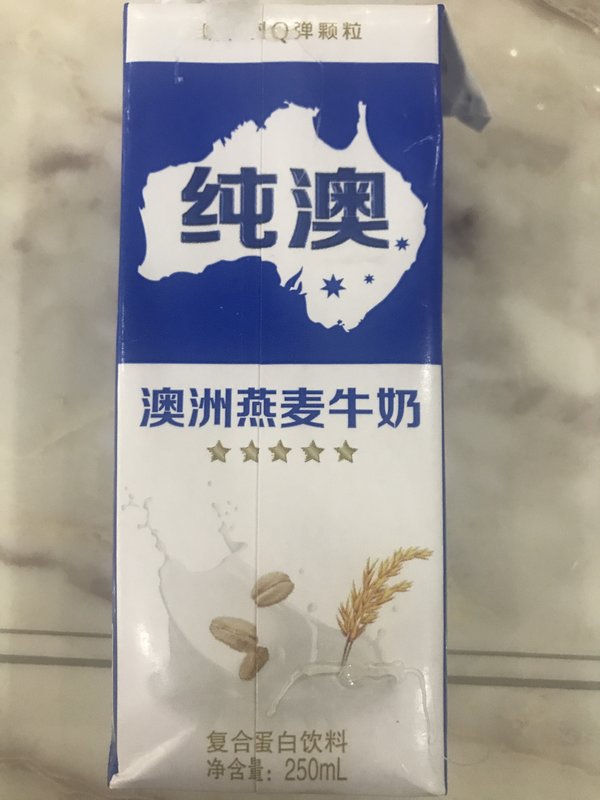 Q弹颗粒
纯澳
澳洲燕麦牛奶
复合蛋白饮料
净含量：250mL